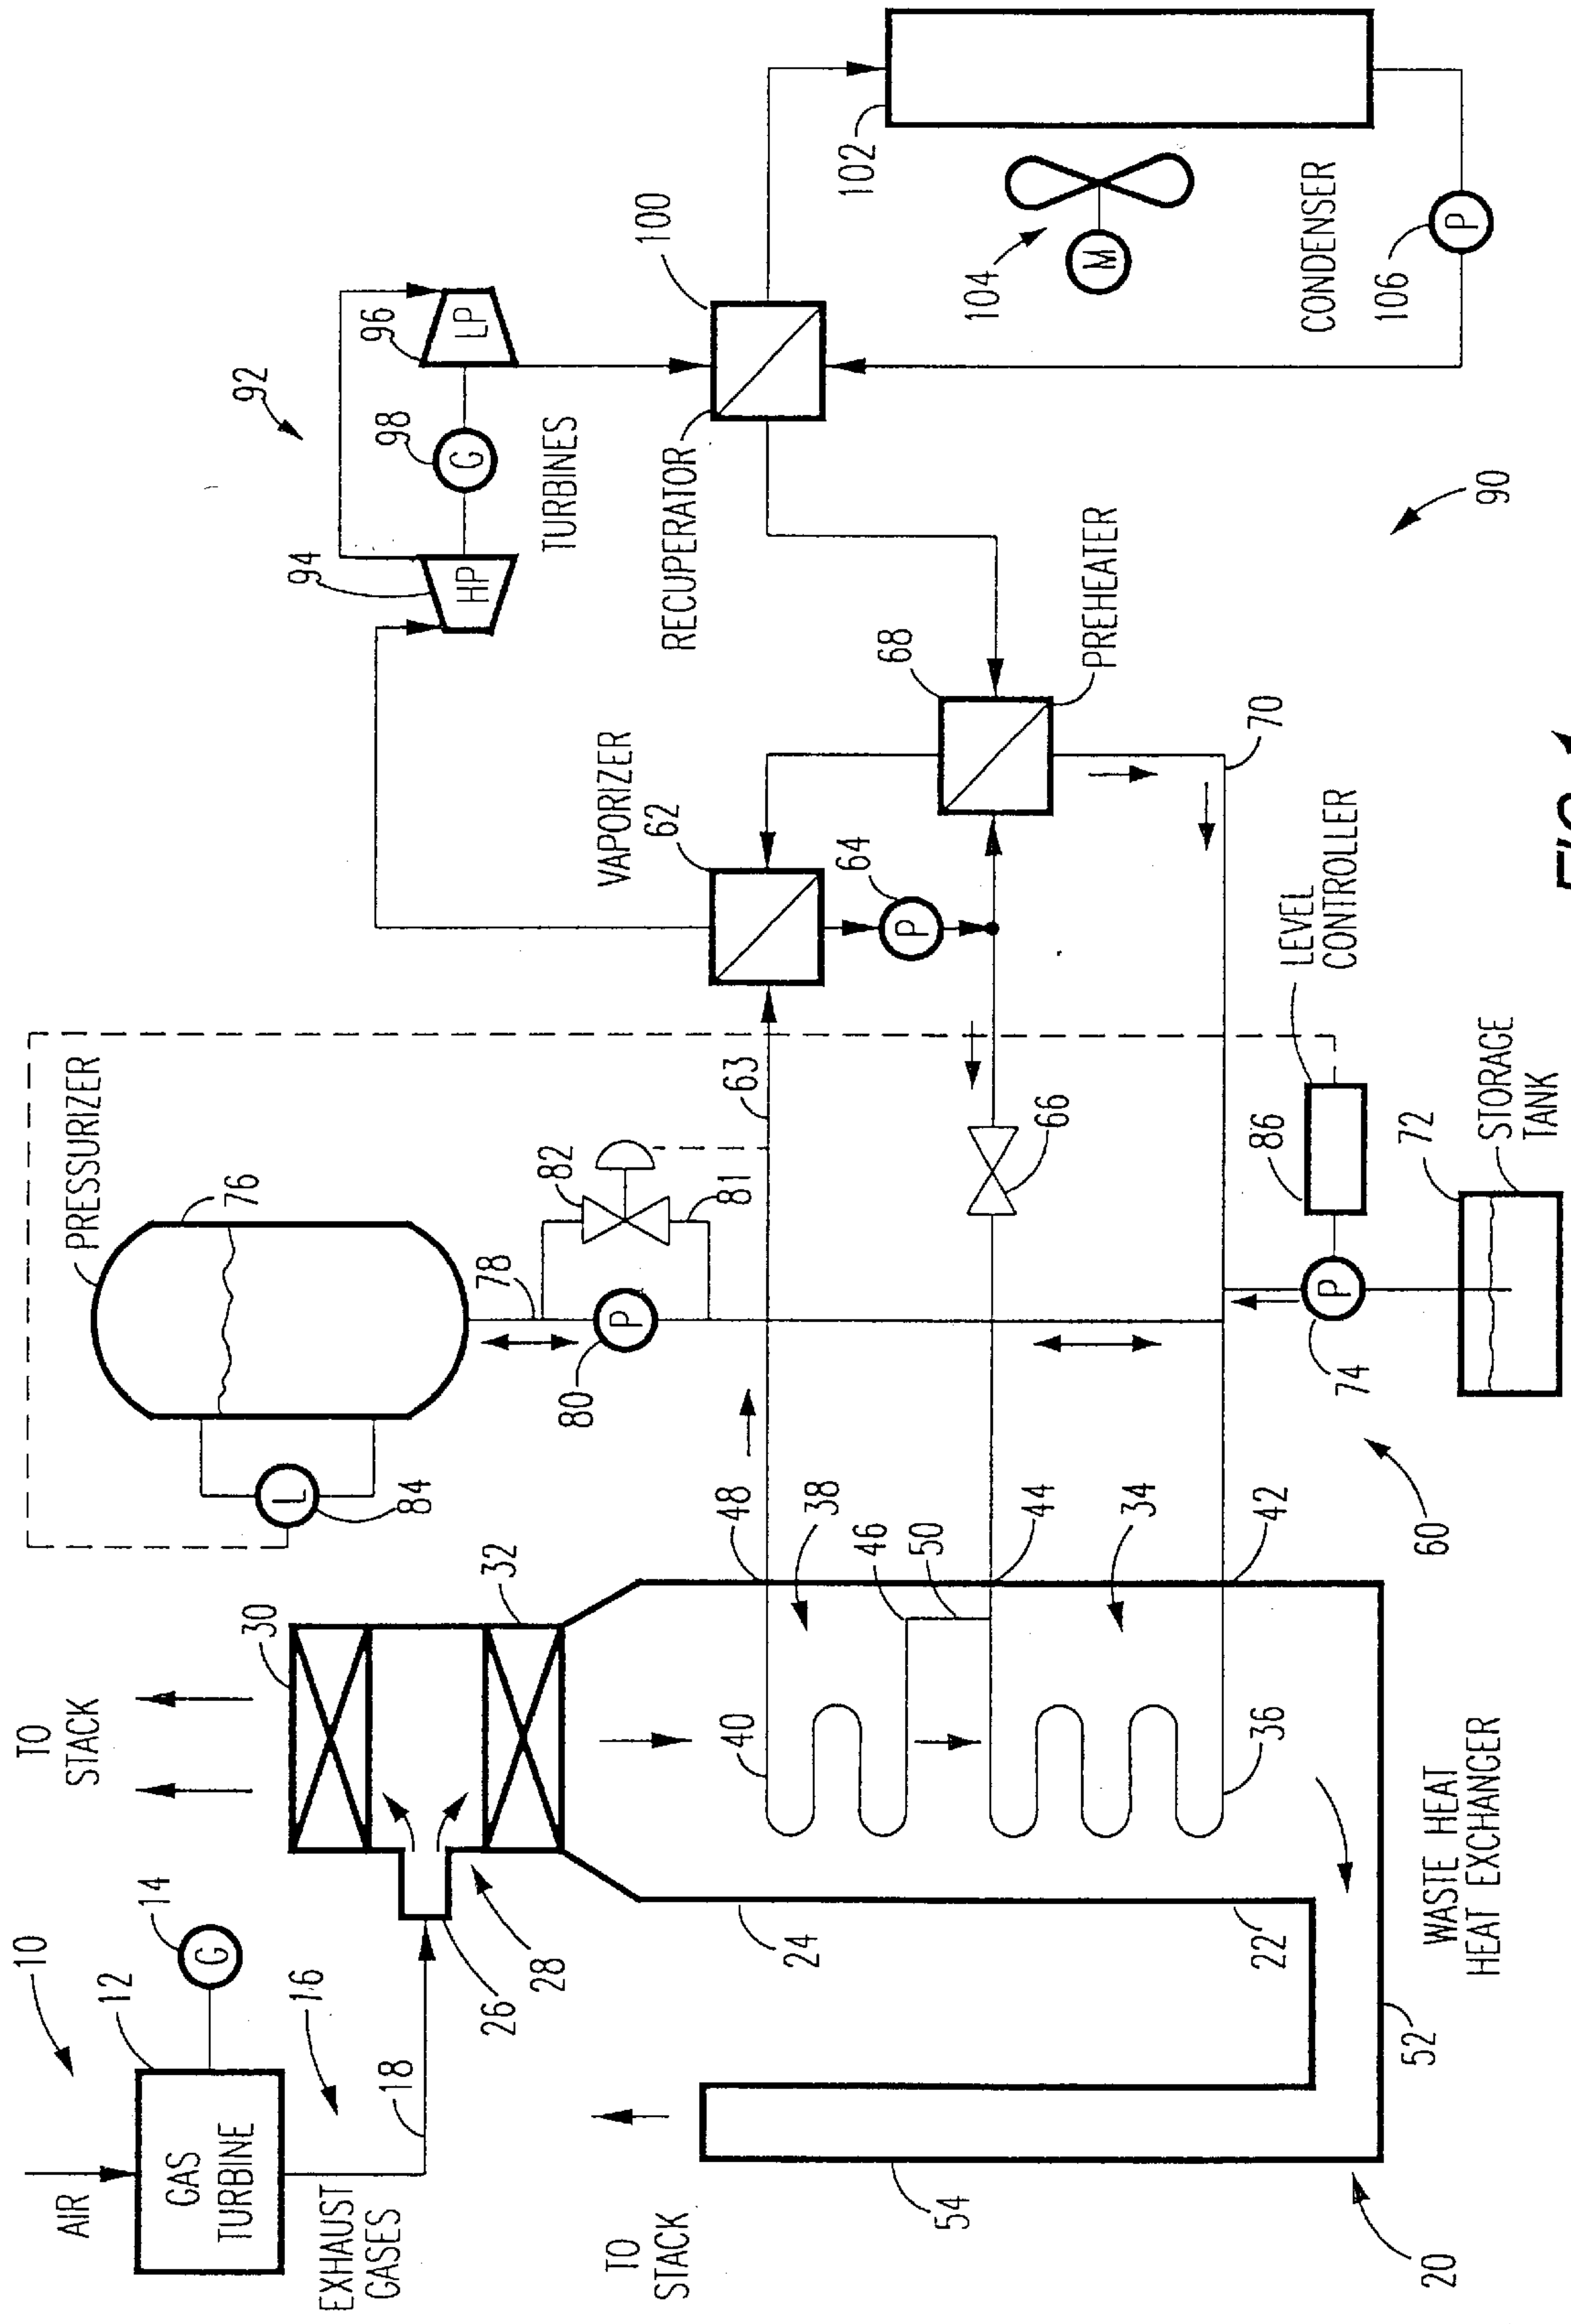 10
AIR
12
14
G
GAS
TURBINE
EXHAUST
GASES
16
18
26
28
TO
STACK
30
32
TO
STACK
54
20
52
24
22
WASTE HEAT
HEAT EXCHANGER
40
36
38
46
50
34
48
44
42
60
PRESSURIZER
76
L
84
78
80
P
82
81
63
66
74
P
86
LEVEL
CONTROLLER
72
STORAGE
TANK
VAPORIZER
62
64
P
68
PREHEATER
70
92
94
HP
98
G
96
LP
TURBINES
RECUPERATOR
100
102
104
M
CONDENSER
106
P
90